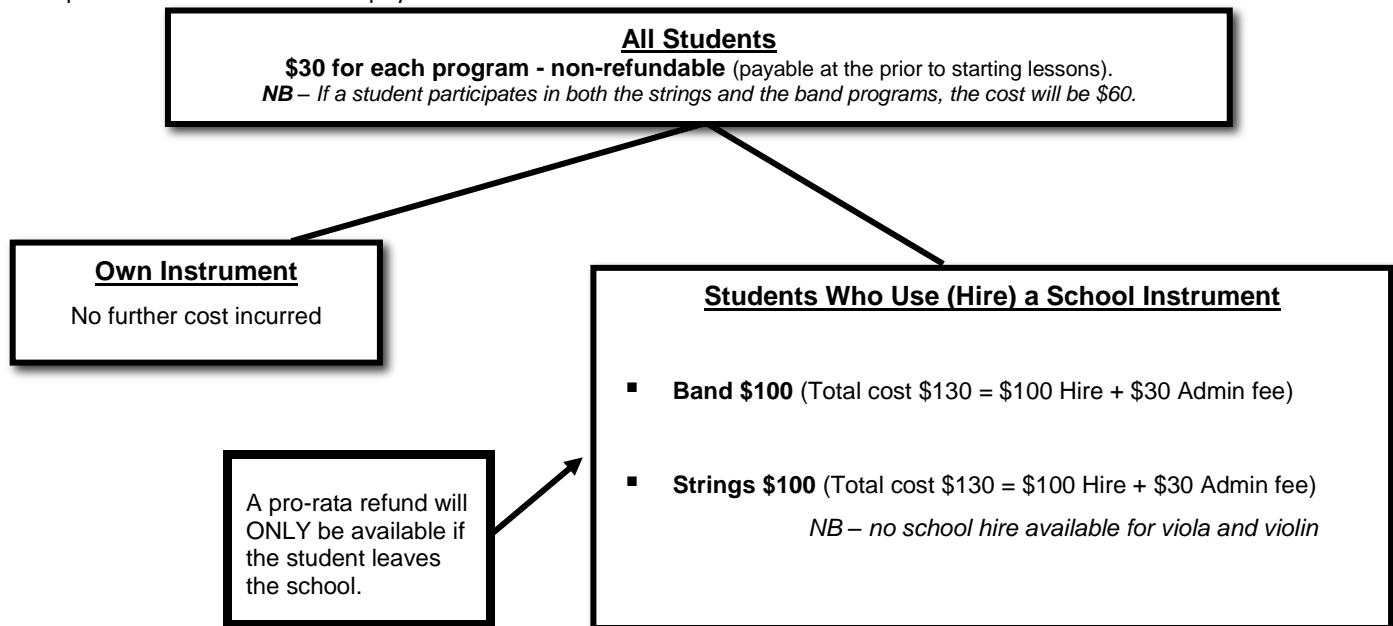 All Students
$30 for each program - non-refundable (payable at the prior to starting lessons).
NB – If a student participates in both the strings and the band programs, the cost will be $60.
Own Instrument
No further cost incurred
Students Who Use (Hire) a School Instrument
▪ Band $100 (Total cost $130 = $100 Hire + $30 Admin fee)
▪ Strings $100 (Total cost $130 = $100 Hire + $30 Admin fee)
NB – no school hire available for viola and violin
A pro-rata refund will
ONLY be available if
the student leaves
the school.